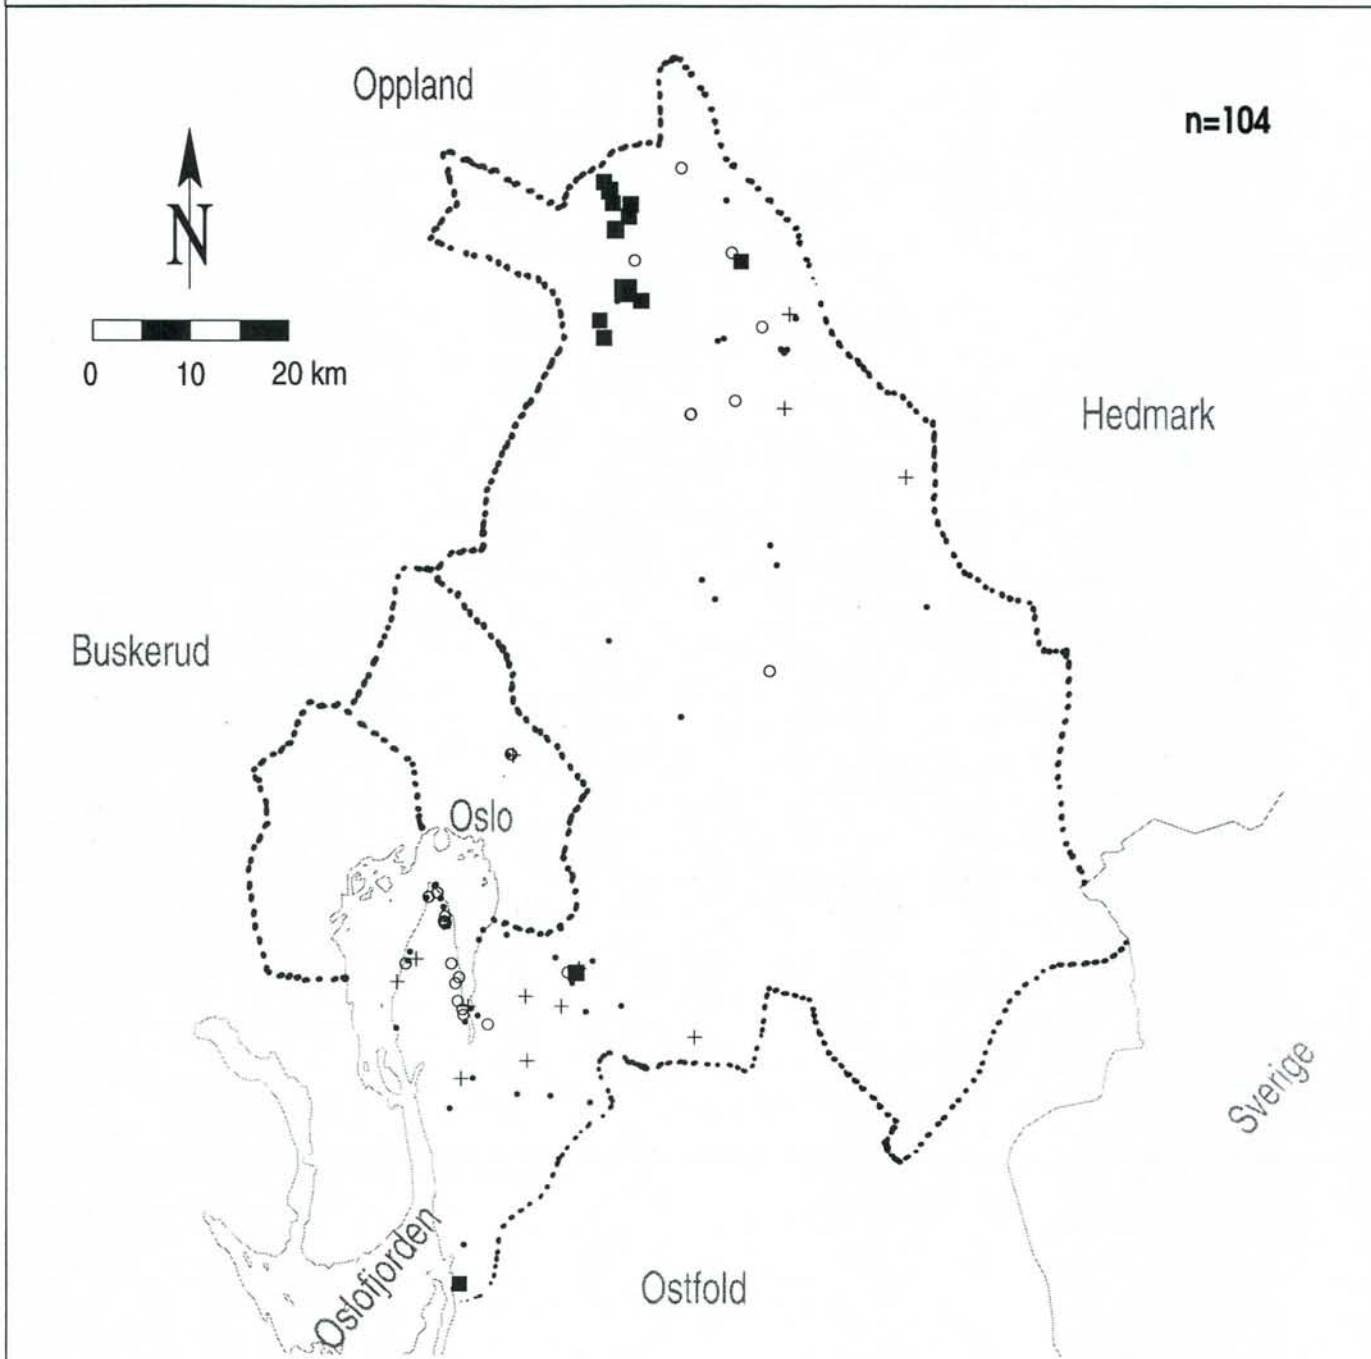 Oppland
n=104
N
0 10 20 km
Hedmark
Buskerud
Oslo
Sverige
Oslofjorden
Ostfold